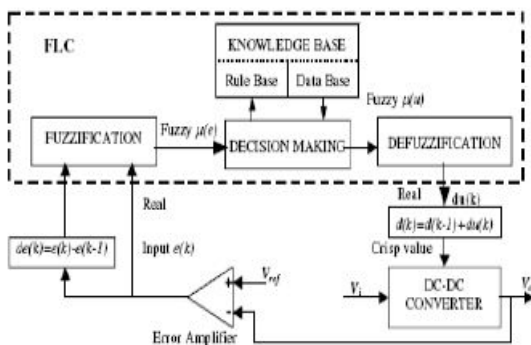 FLC
KNOWLEDGE BASE
Rule Base
Data Base
Fuzzy μ(u)
FUZZIFICATION
Fuzzy μ(e)
DECISION MAKING
DEFUZZIFICATION
Real
Real
du(k)
d(k)=d(k-1)+du(k)
de(k)=e(k)-e(k-1)
Input e(k)
Crisp value
+
Vref
Vi
DC-DC
CONVERTER
-
Error Amplifier